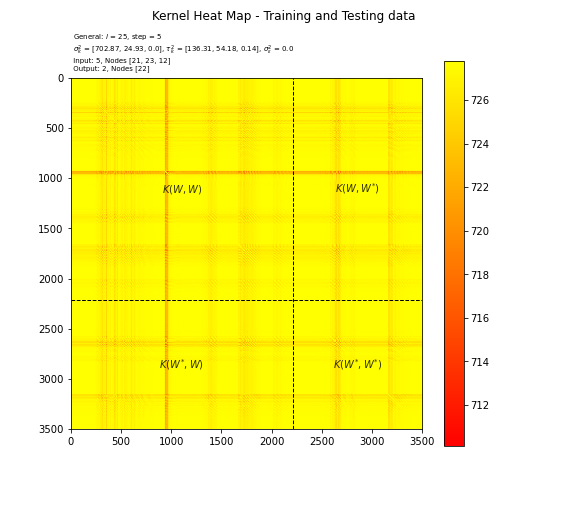 Kernel Heat Map - Training and Testing data
General: l = 25, step = 5
σ_k² = [702.87, 24.93, 0.0], τ_k² = [136.31, 54.18, 0.14], σ_ε² = 0.0
Input: 5, Nodes [21, 23, 12]
Output: 2, Nodes [22]
0
500
1000
1500
2000
2500
3000
3500
K(W, W)
K(W, W*)
K(W*, W)
K(W*, W*)
0 500 1000 1500 2000 2500 3000 3500
726
724
722
720
718
716
714
712